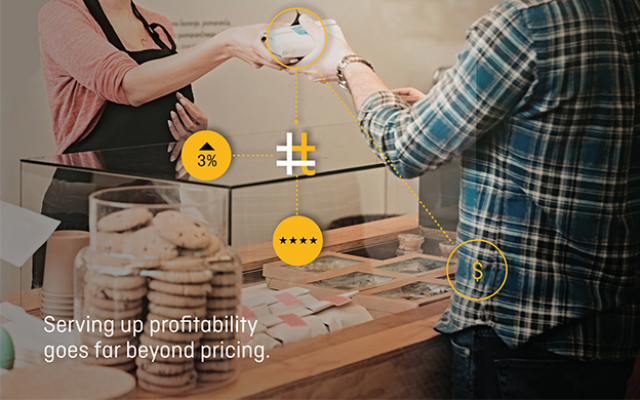 3%
★★★★
$
Serving up profitability
goes far beyond pricing.